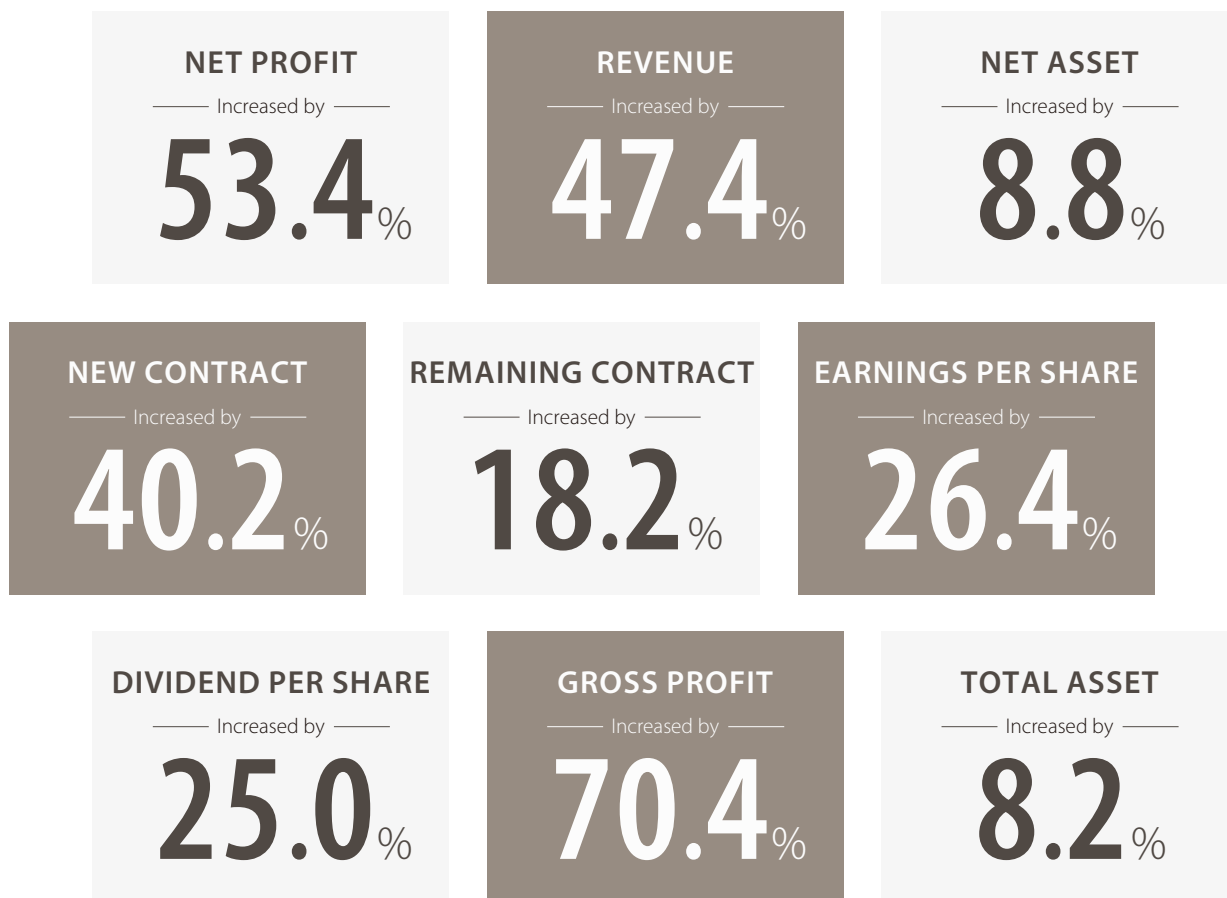 NET PROFIT
Increased by
53.4%
REVENUE
Increased by
47.4%
NET ASSET
Increased by
8.8%
NEW CONTRACT
Increased by
40.2%
REMAINING CONTRACT
Increased by
18.2%
EARNINGS PER SHARE
Increased by
26.4%
DIVIDEND PER SHARE
Increased by
25.0%
GROSS PROFIT
Increased by
70.4%
TOTAL ASSET
Increased by
8.2%